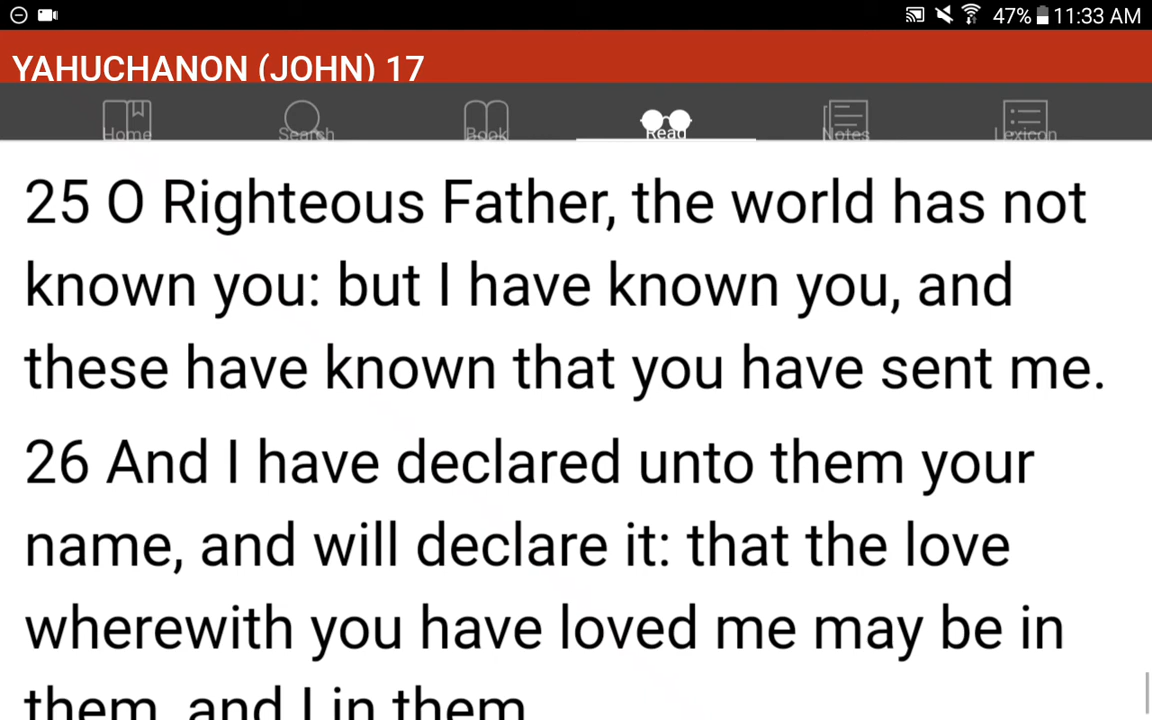 47% 11:33 AM
YAHUCHANON (JOHN) 17
Home Search Book Read Notes Lexicon
25 O Righteous Father, the world has not
known you: but I have known you, and
these have known that you have sent me.
26 And I have declared unto them your
name, and will declare it: that the love
wherewith you have loved me may be in
them, and I in them.